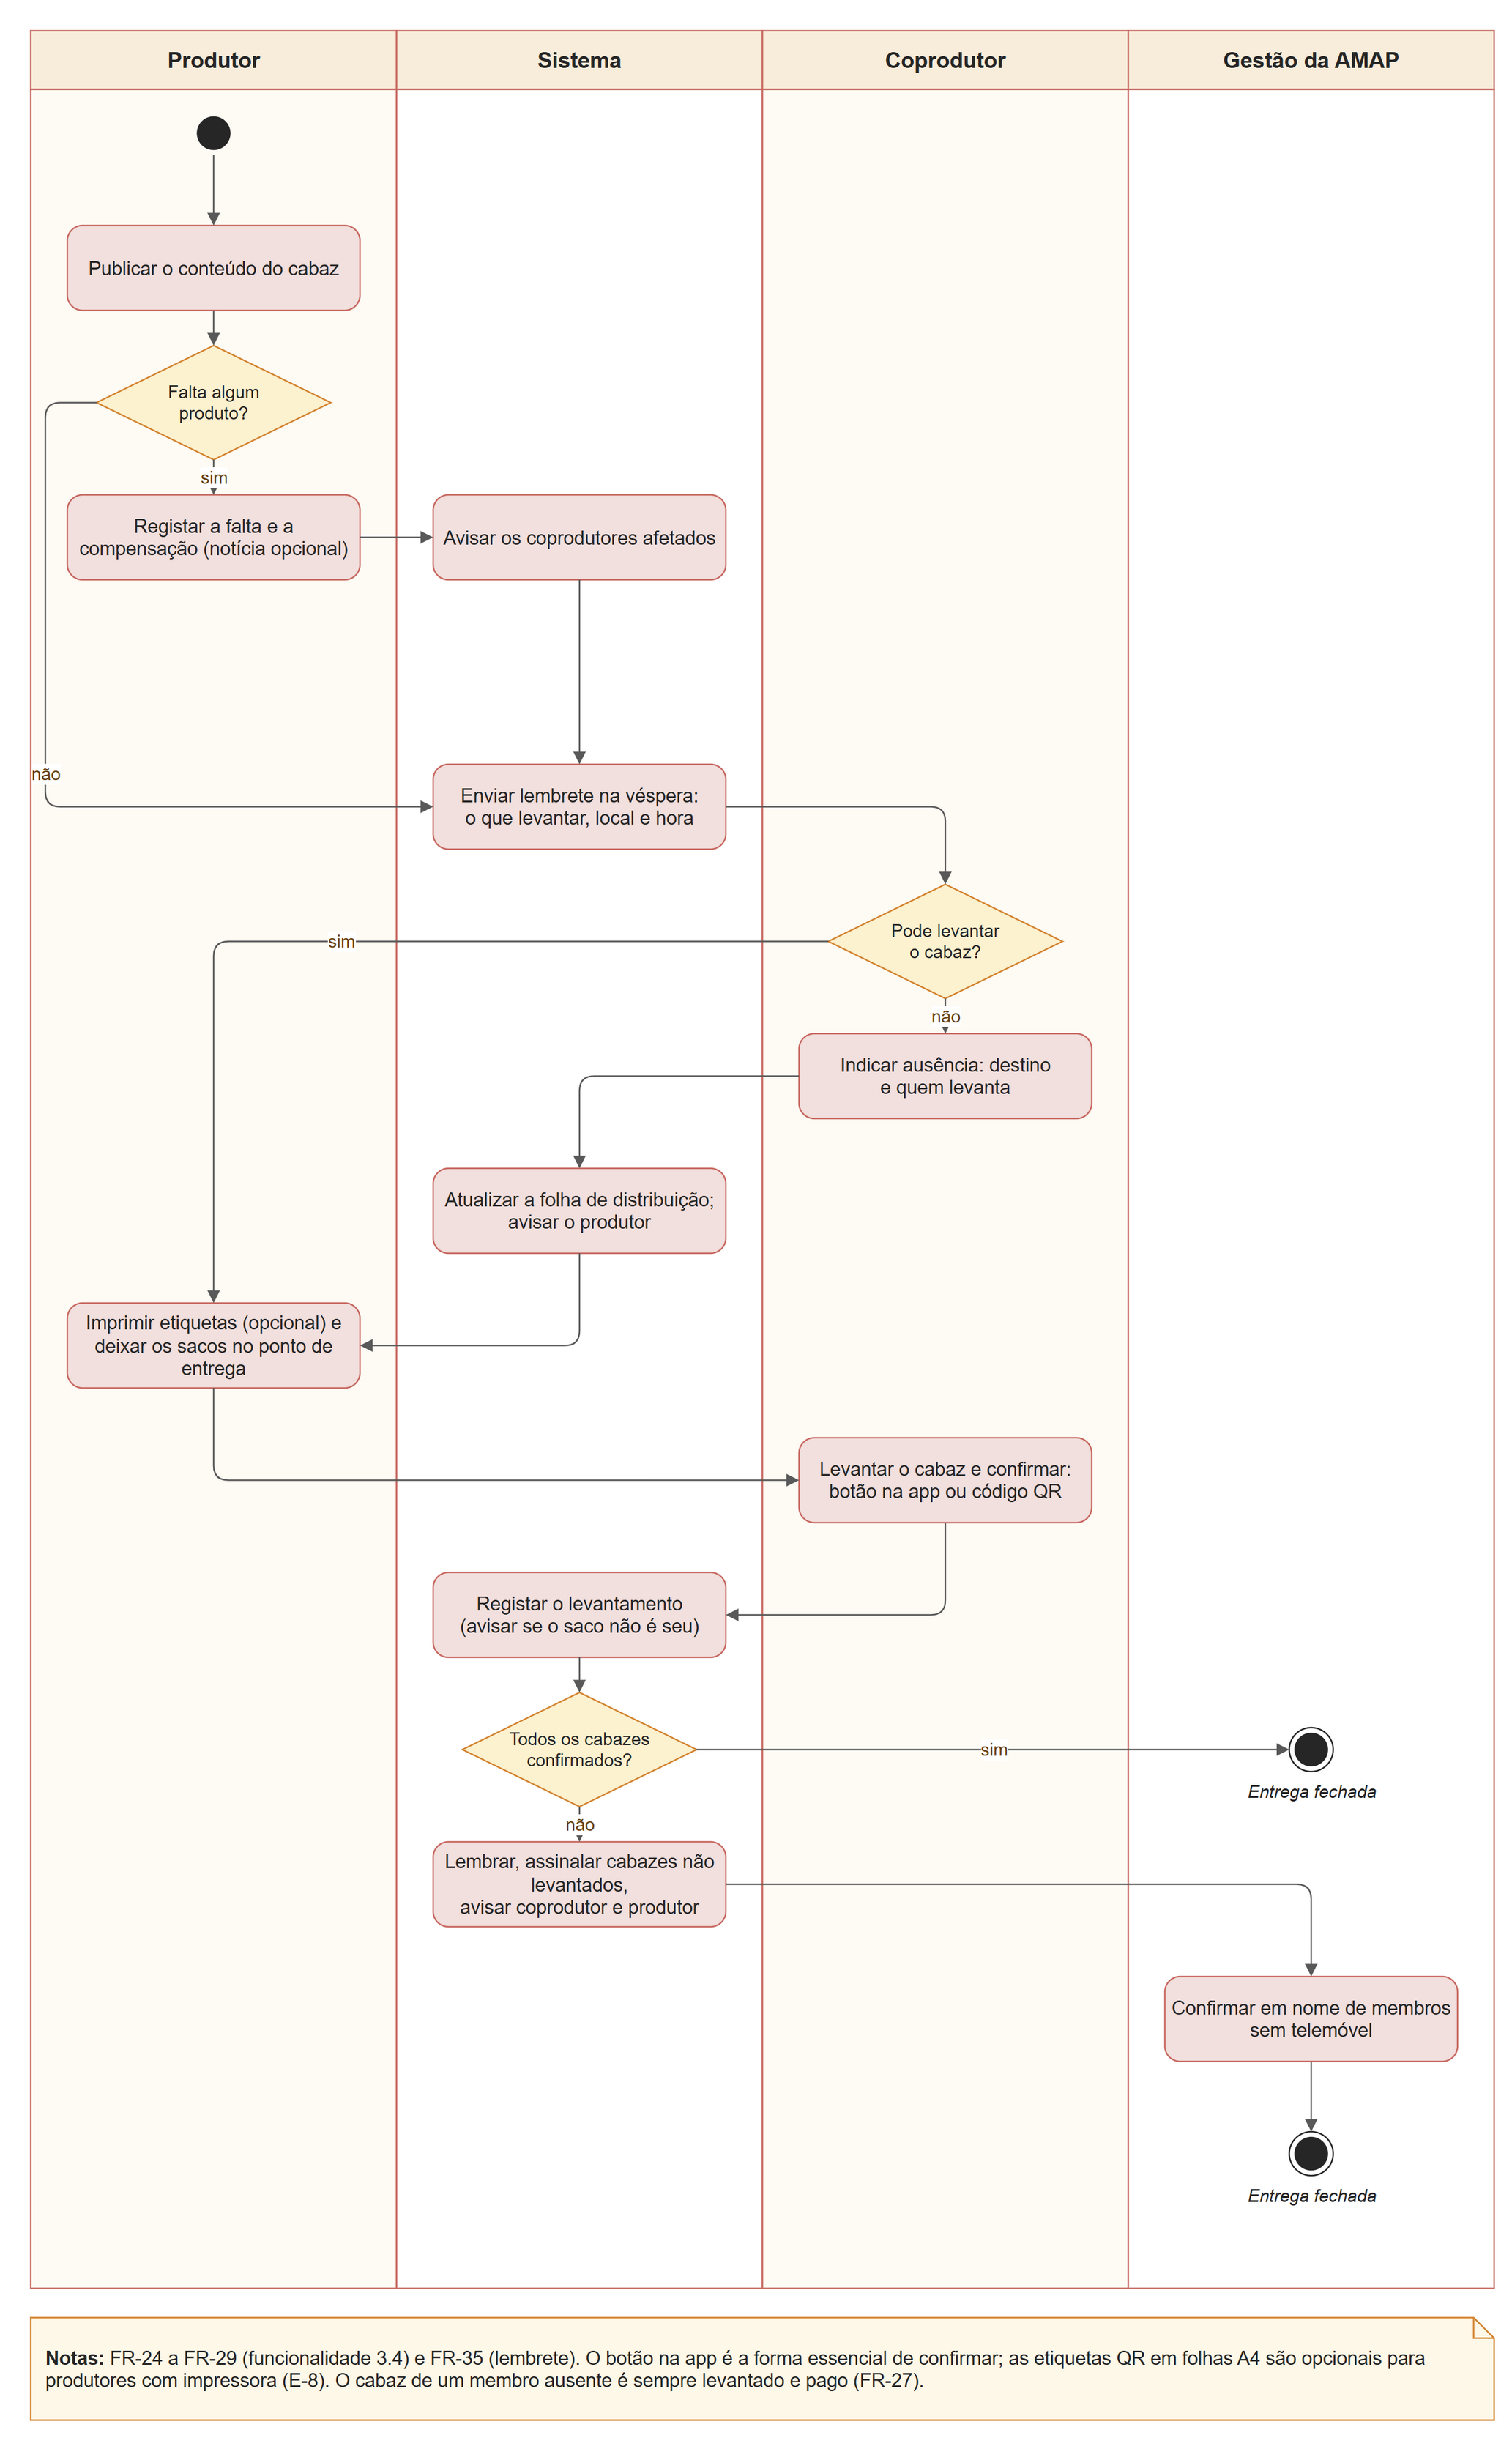 Produtor
Sistema
Coprodutor
Gestão da AMAP
Publicar o conteúdo do cabaz
Falta algum
produto?
sim
Registar a falta e a
compensação (notícia opcional)
Avisar os coprodutores afetados
não
Enviar lembrete na véspera:
o que levantar, local e hora
Pode levantar
o cabaz?
sim
não
Indicar ausência: destino
e quem levanta
Atualizar a folha de distribuição;
avisar o produtor
Imprimir etiquetas (opcional) e
deixar os sacos no ponto de
entrega
Levantar o cabaz e confirmar:
botão na app ou código QR
Registar o levantamento
(avisar se o saco não é seu)
Todos os cabazes
confirmados?
sim
Entrega fechada
não
Lembrar, assinalar cabazes não
levantados,
avisar coprodutor e produtor
Confirmar em nome de membros
sem telemóvel
Entrega fechada
Notas: FR-24 a FR-29 (funcionalidade 3.4) e FR-35 (lembrete). O botão na app é a forma essencial de confirmar; as etiquetas QR em folhas A4 são opcionais para
produtores com impressora (E-8). O cabaz de um membro ausente é sempre levantado e pago (FR-27).